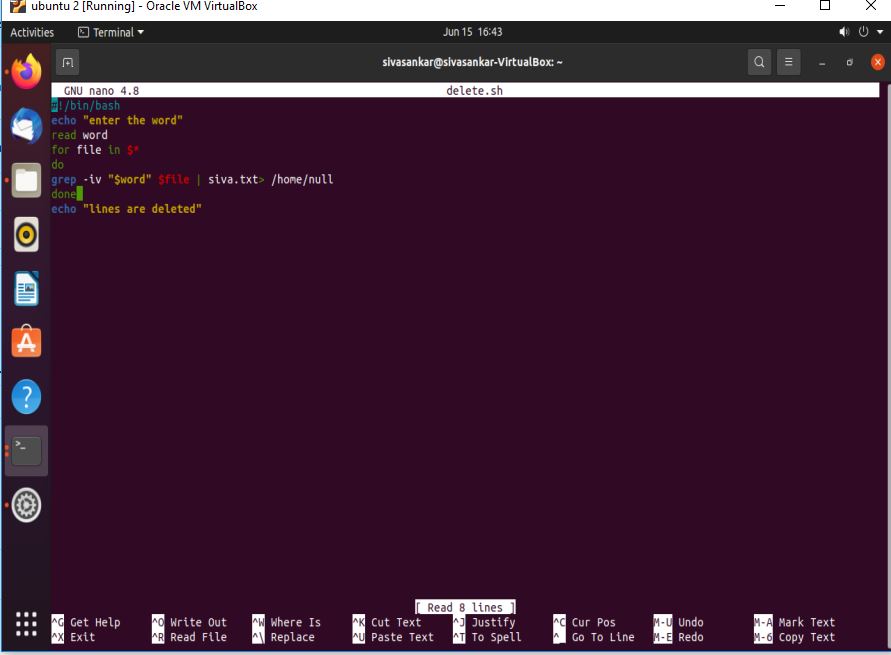 ubuntu 2 [Running] - Oracle VM VirtualBox
Activities Terminal Jun 15 16:43
sivasankar@sivasankar-VirtualBox: ~
GNU nano 4.8 delete.sh
#!/bin/bash
echo "enter the word"
read word
for file in $*
do
grep -iv "$word" $file | siva.txt> /home/null
done
echo "lines are deleted"
[ Read 8 lines ]
^G Get Help ^O Write Out ^W Where Is ^K Cut Text ^J Justify ^C Cur Pos M-U Undo M-A Mark Text
^X Exit ^R Read File ^\ Replace ^U Paste Text ^T To Spell ^_ Go To Line M-E Redo M-6 Copy Text